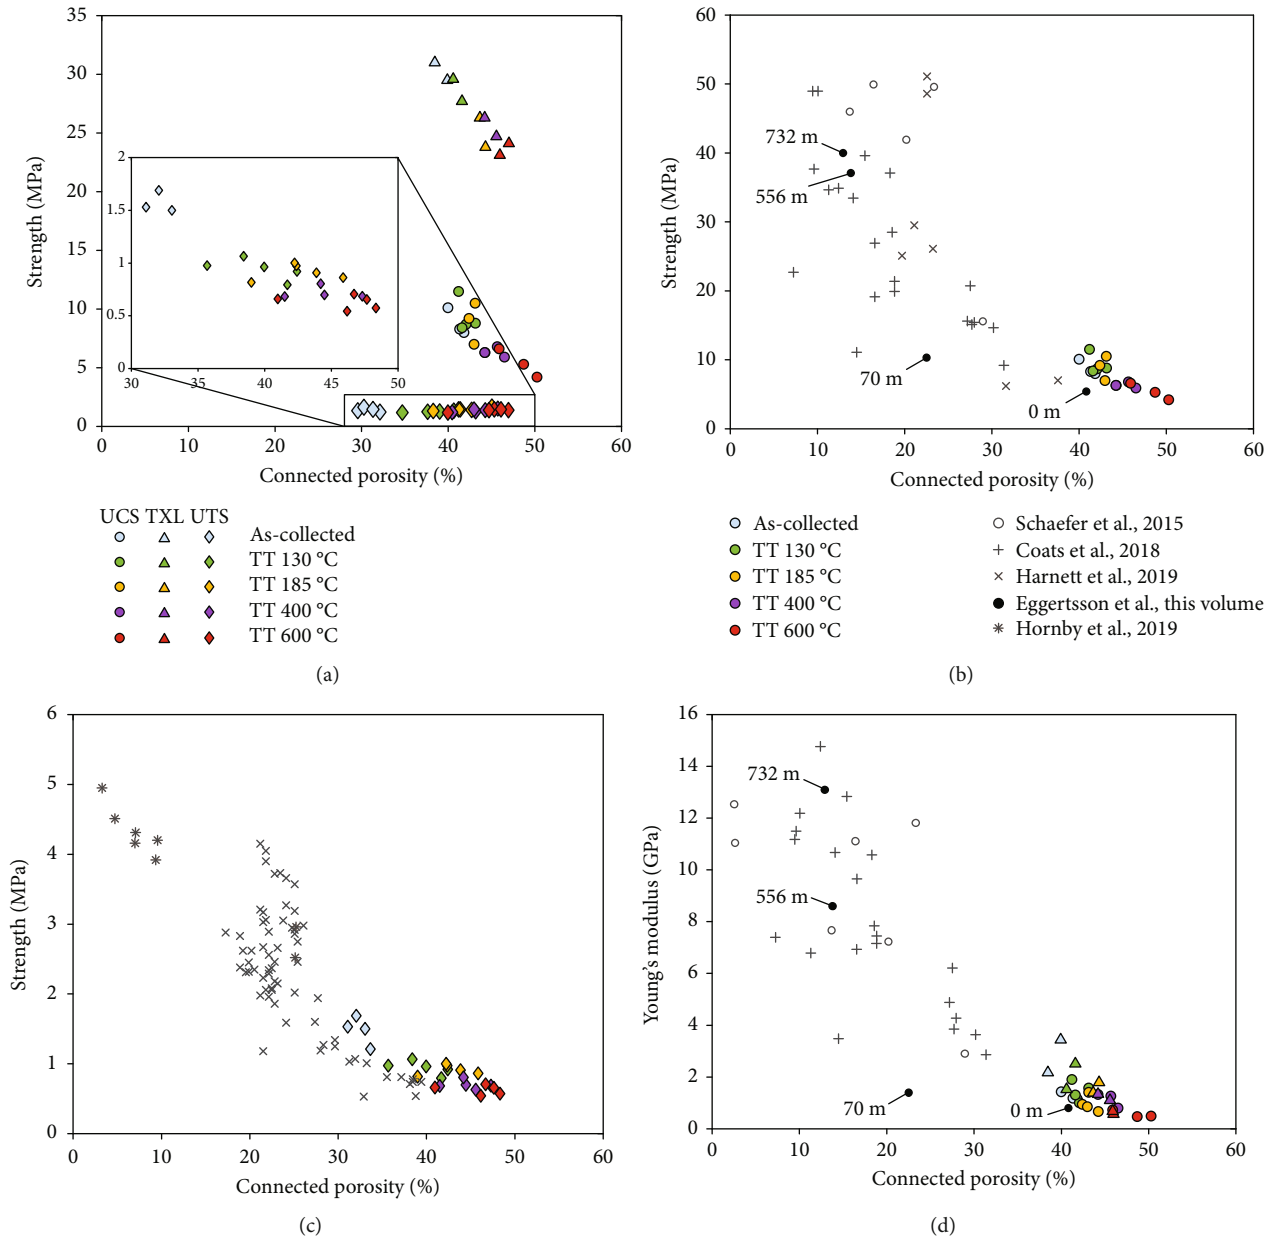 35
30
25
20
15
10
5
0
Strength (MPa)
2
1.5
1
0.5
0
30 35 40 45 50
0 10 20 30 40 50 60
Connected porosity (%)
UCS TXL UTS
As-collected
TT 130 °C
TT 185 °C
TT 400 °C
TT 600 °C
(a)
60
50
40
30
20
10
0
Strength (MPa)
732 m
556 m
70 m
0 m
0 10 20 30 40 50 60
Connected porosity (%)
As-collected
TT 130 °C
TT 185 °C
TT 400 °C
TT 600 °C
Schaefer et al., 2015
Coats et al., 2018
Harnett et al., 2019
Eggertsson et al., this volume
Hornby et al., 2019
(b)
6
5
4
3
2
1
0
Strength (MPa)
0 10 20 30 40 50 60
Connected porosity (%)
(c)
16
14
12
10
8
6
4
2
0
Young's modulus (GPa)
732 m
556 m
70 m
0 m
0 10 20 30 40 50 60
Connected porosity (%)
(d)